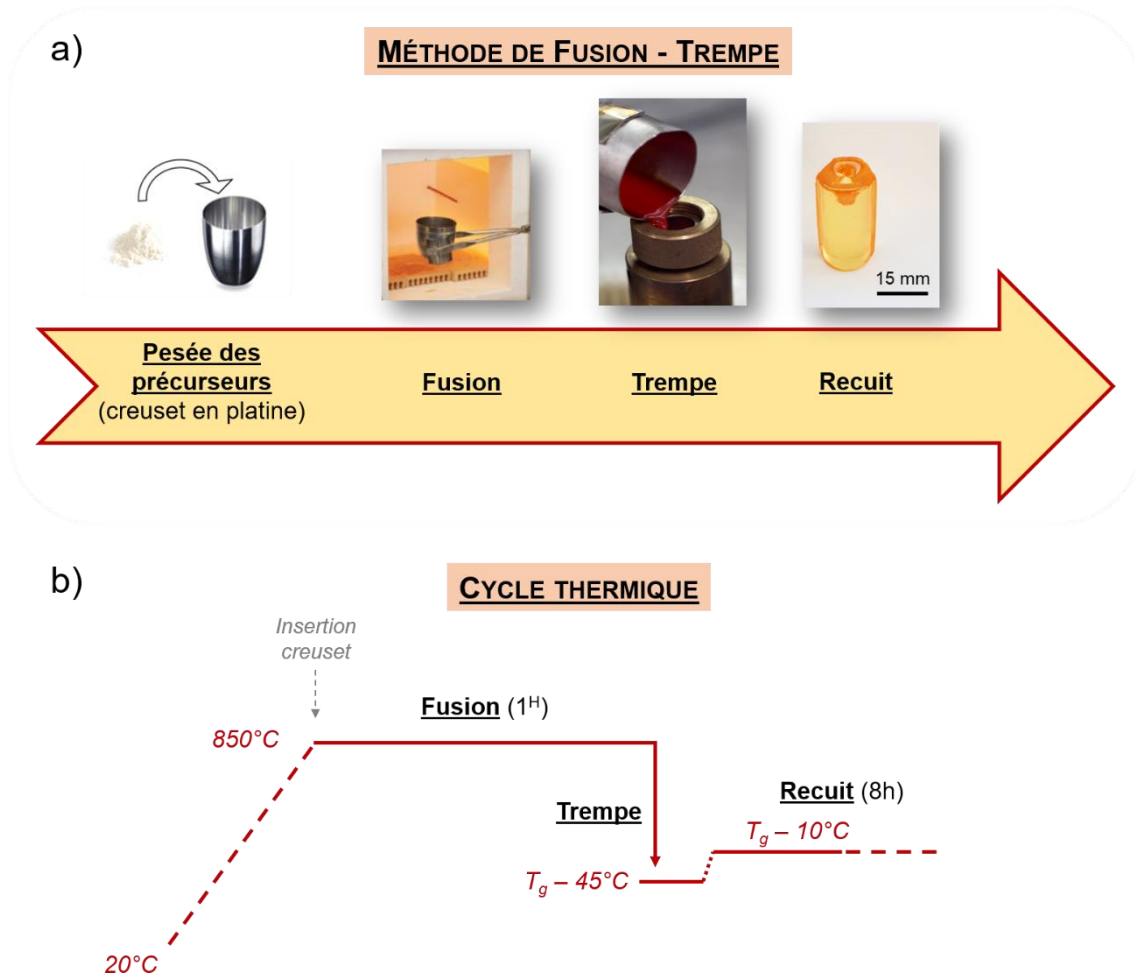 a)
MÉTHODE DE FUSION - TREMPE
15 mm
Pesée des
précurseurs
(creuset en platine)
Fusion
Trempe
Recuit
b)
CYCLE THERMIQUE
Insertion
creuset
Fusion (1ᴴ)
850°C
Trempe
Recuit (8h)
Tg – 10°C
Tg – 45°C
20°C